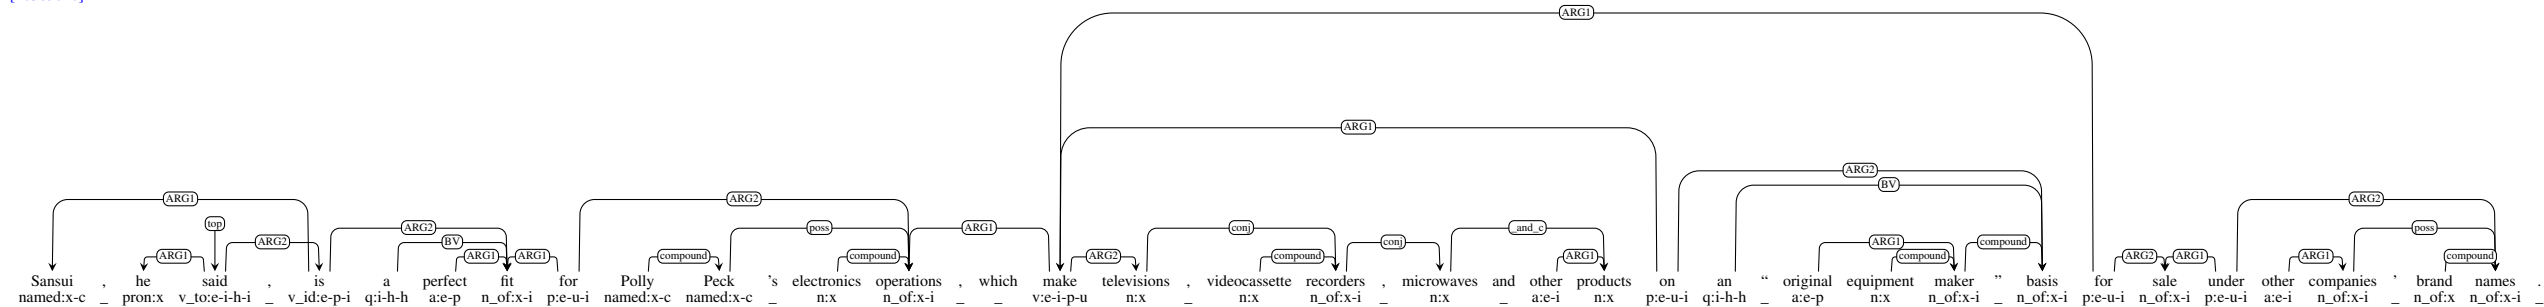 ARG1
ARG1
ARG2
BV
ARG1 ARG2 ARG2
top ARG2 poss ARG1 conj _and_c poss
ARG2 BV conj
ARG1 ARG1 ARG1 compound compound ARG2 compound ARG1 ARG1 compound compound ARG2 ARG1 ARG1 compound
Sansui , he said , is a perfect fit for Polly Peck 's electronics operations , which make televisions , videocassette recorders , microwaves and other products on an “ original equipment maker ” basis for sale under other companies ’ brand names .
named:x-c _ pron:x v_to:e-i-h-i _ v_id:e-p-i q:i-h-h a:e-p n_of:x-i p:e-u-i named:x-c named:x-c _ n:x n_of:x-i _ _ v:e-i-p-u n:x _ n:x n_of:x-i _ n:x _ a:e-i n:x p:e-u-i q:i-h-h _ a:e-p n:x n_of:x-i _ n_of:x-i p:e-u-i n_of:x-i p:e-u-i a:e-i n_of:x-i _ n_of:x n_of:x-i _